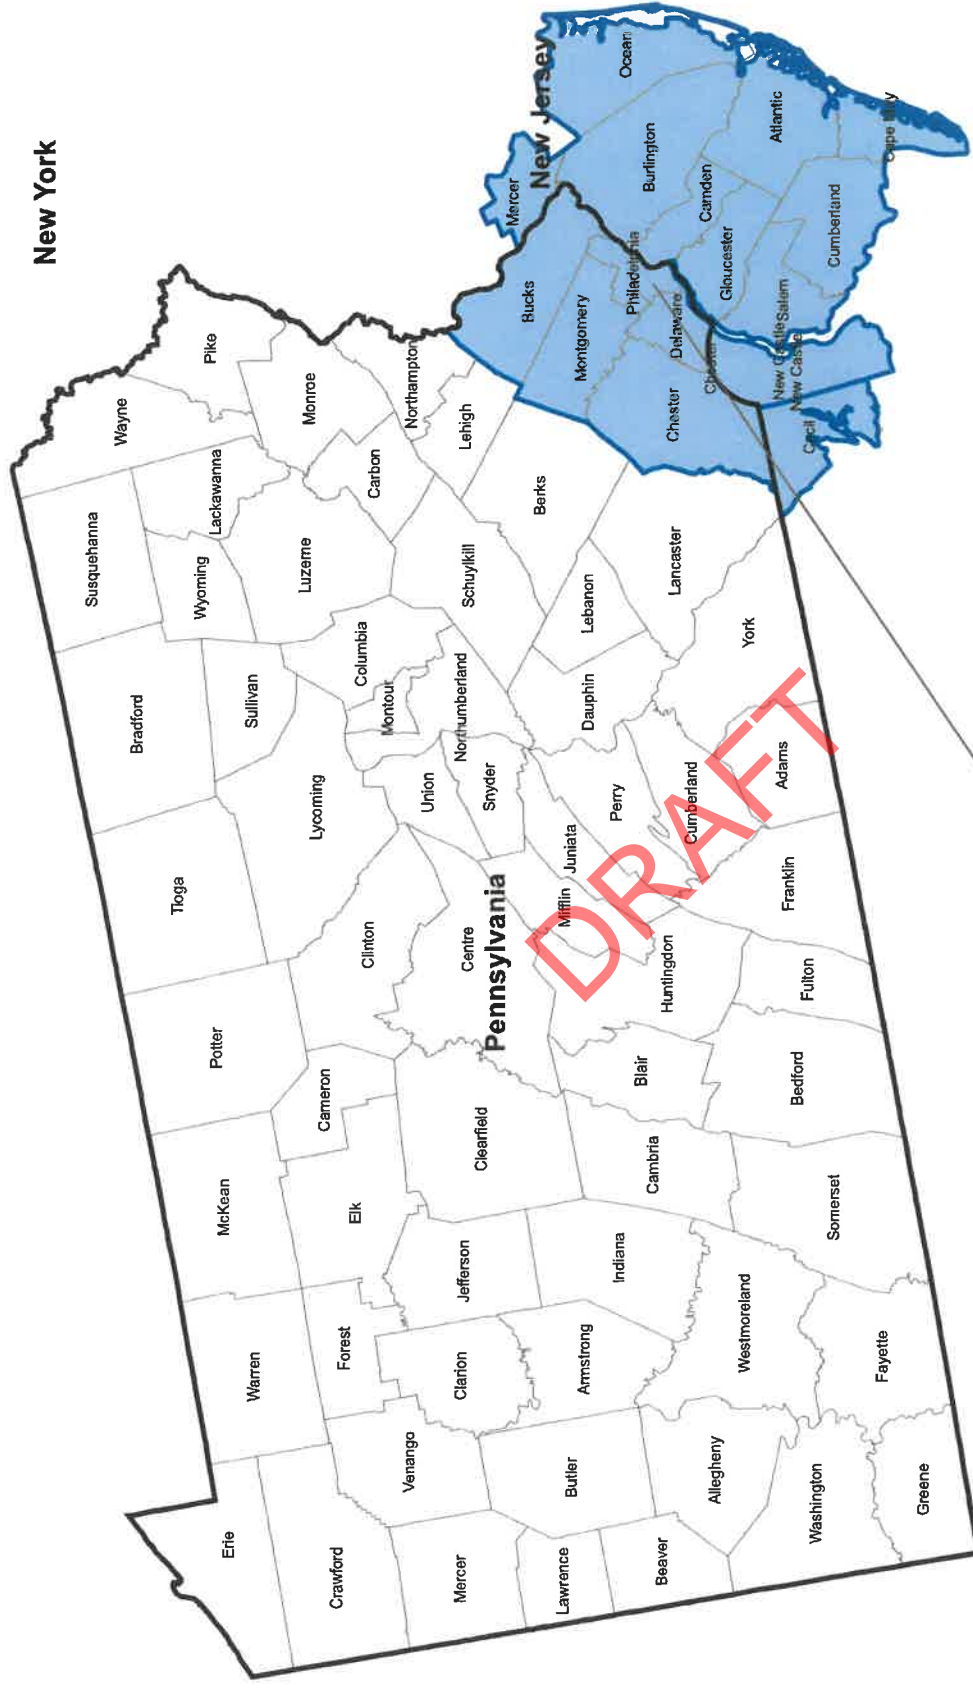 New York
New Jersey
Pennsylvania
DRAFT
Erie
Crawford
Mercer
Lawrence
Beaver
Washington
Greene
Warren
Venango
Butler
Allegheny
Forest
Clarion
Armstrong
Westmoreland
Fayette
McKean
Elk
Jefferson
Indiana
Cambria
Somerset
Potter
Cameron
Clearfield
Blair
Bedford
Tioga
Clinton
Centre
Mifflin
Juniata
Huntingdon
Fulton
Franklin
Bradford
Sullivan
Lycoming
Union
Snyder
Perry
Cumberland
Adams
Susquehanna
Wyoming
Lackawanna
Luzerne
Columbia
Montour
Northumberland
Schuylkill
Dauphin
Lebanon
Lancaster
York
Wayne
Pike
Monroe
Carbon
Northampton
Lehigh
Berks
Bucks
Montgomery
Philadelphia
Delaware
Chester
Chester
Mercer
Ocean
Burlington
Camden
Gloucester
Atlantic
Cape May
Cumberland
Salem
New Castle
New Castle
Cecil